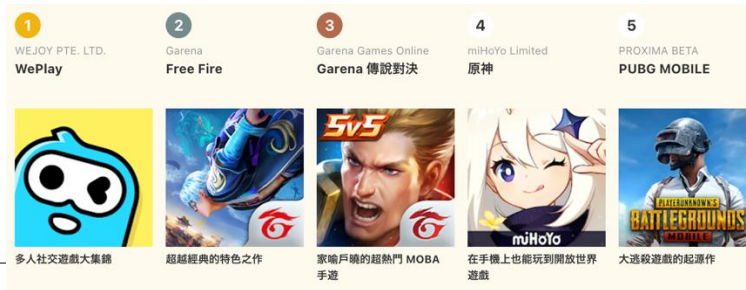 1
WEJOY PTE. LTD.
WePlay
多人社交遊戲大集錦
2
Garena
Free Fire
超越經典的特色之作
3
Garena Games Online
Garena 傳說對決
5v5
家喻戶曉的超熱門 MOBA
手遊
4
miHoYo Limited
原神
miHoYo
在手機上也能玩到開放世界
遊戲
5
PROXIMA BETA
PUBG MOBILE
PLAYERUNKNOWN'S
BATTLEGROUNDS
MOBILE
大逃殺遊戲的起源作